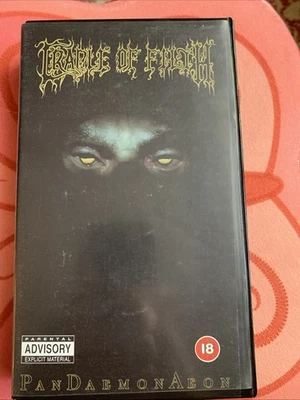 CRADLE OF FILTH
PARENTAL
ADVISORY
EXPLICIT MATERIAL
18
PANDAEMONAEON